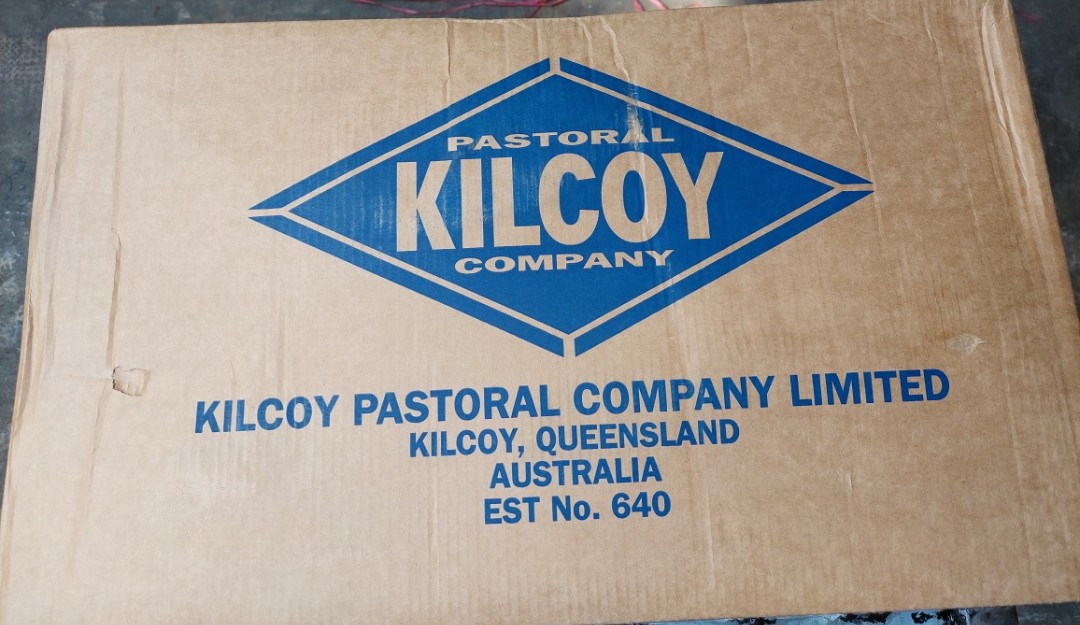 PASTORAL
KILCOY
COMPANY
KILCOY PASTORAL COMPANY LIMITED
KILCOY, QUEENSLAND
AUSTRALIA
EST No. 640